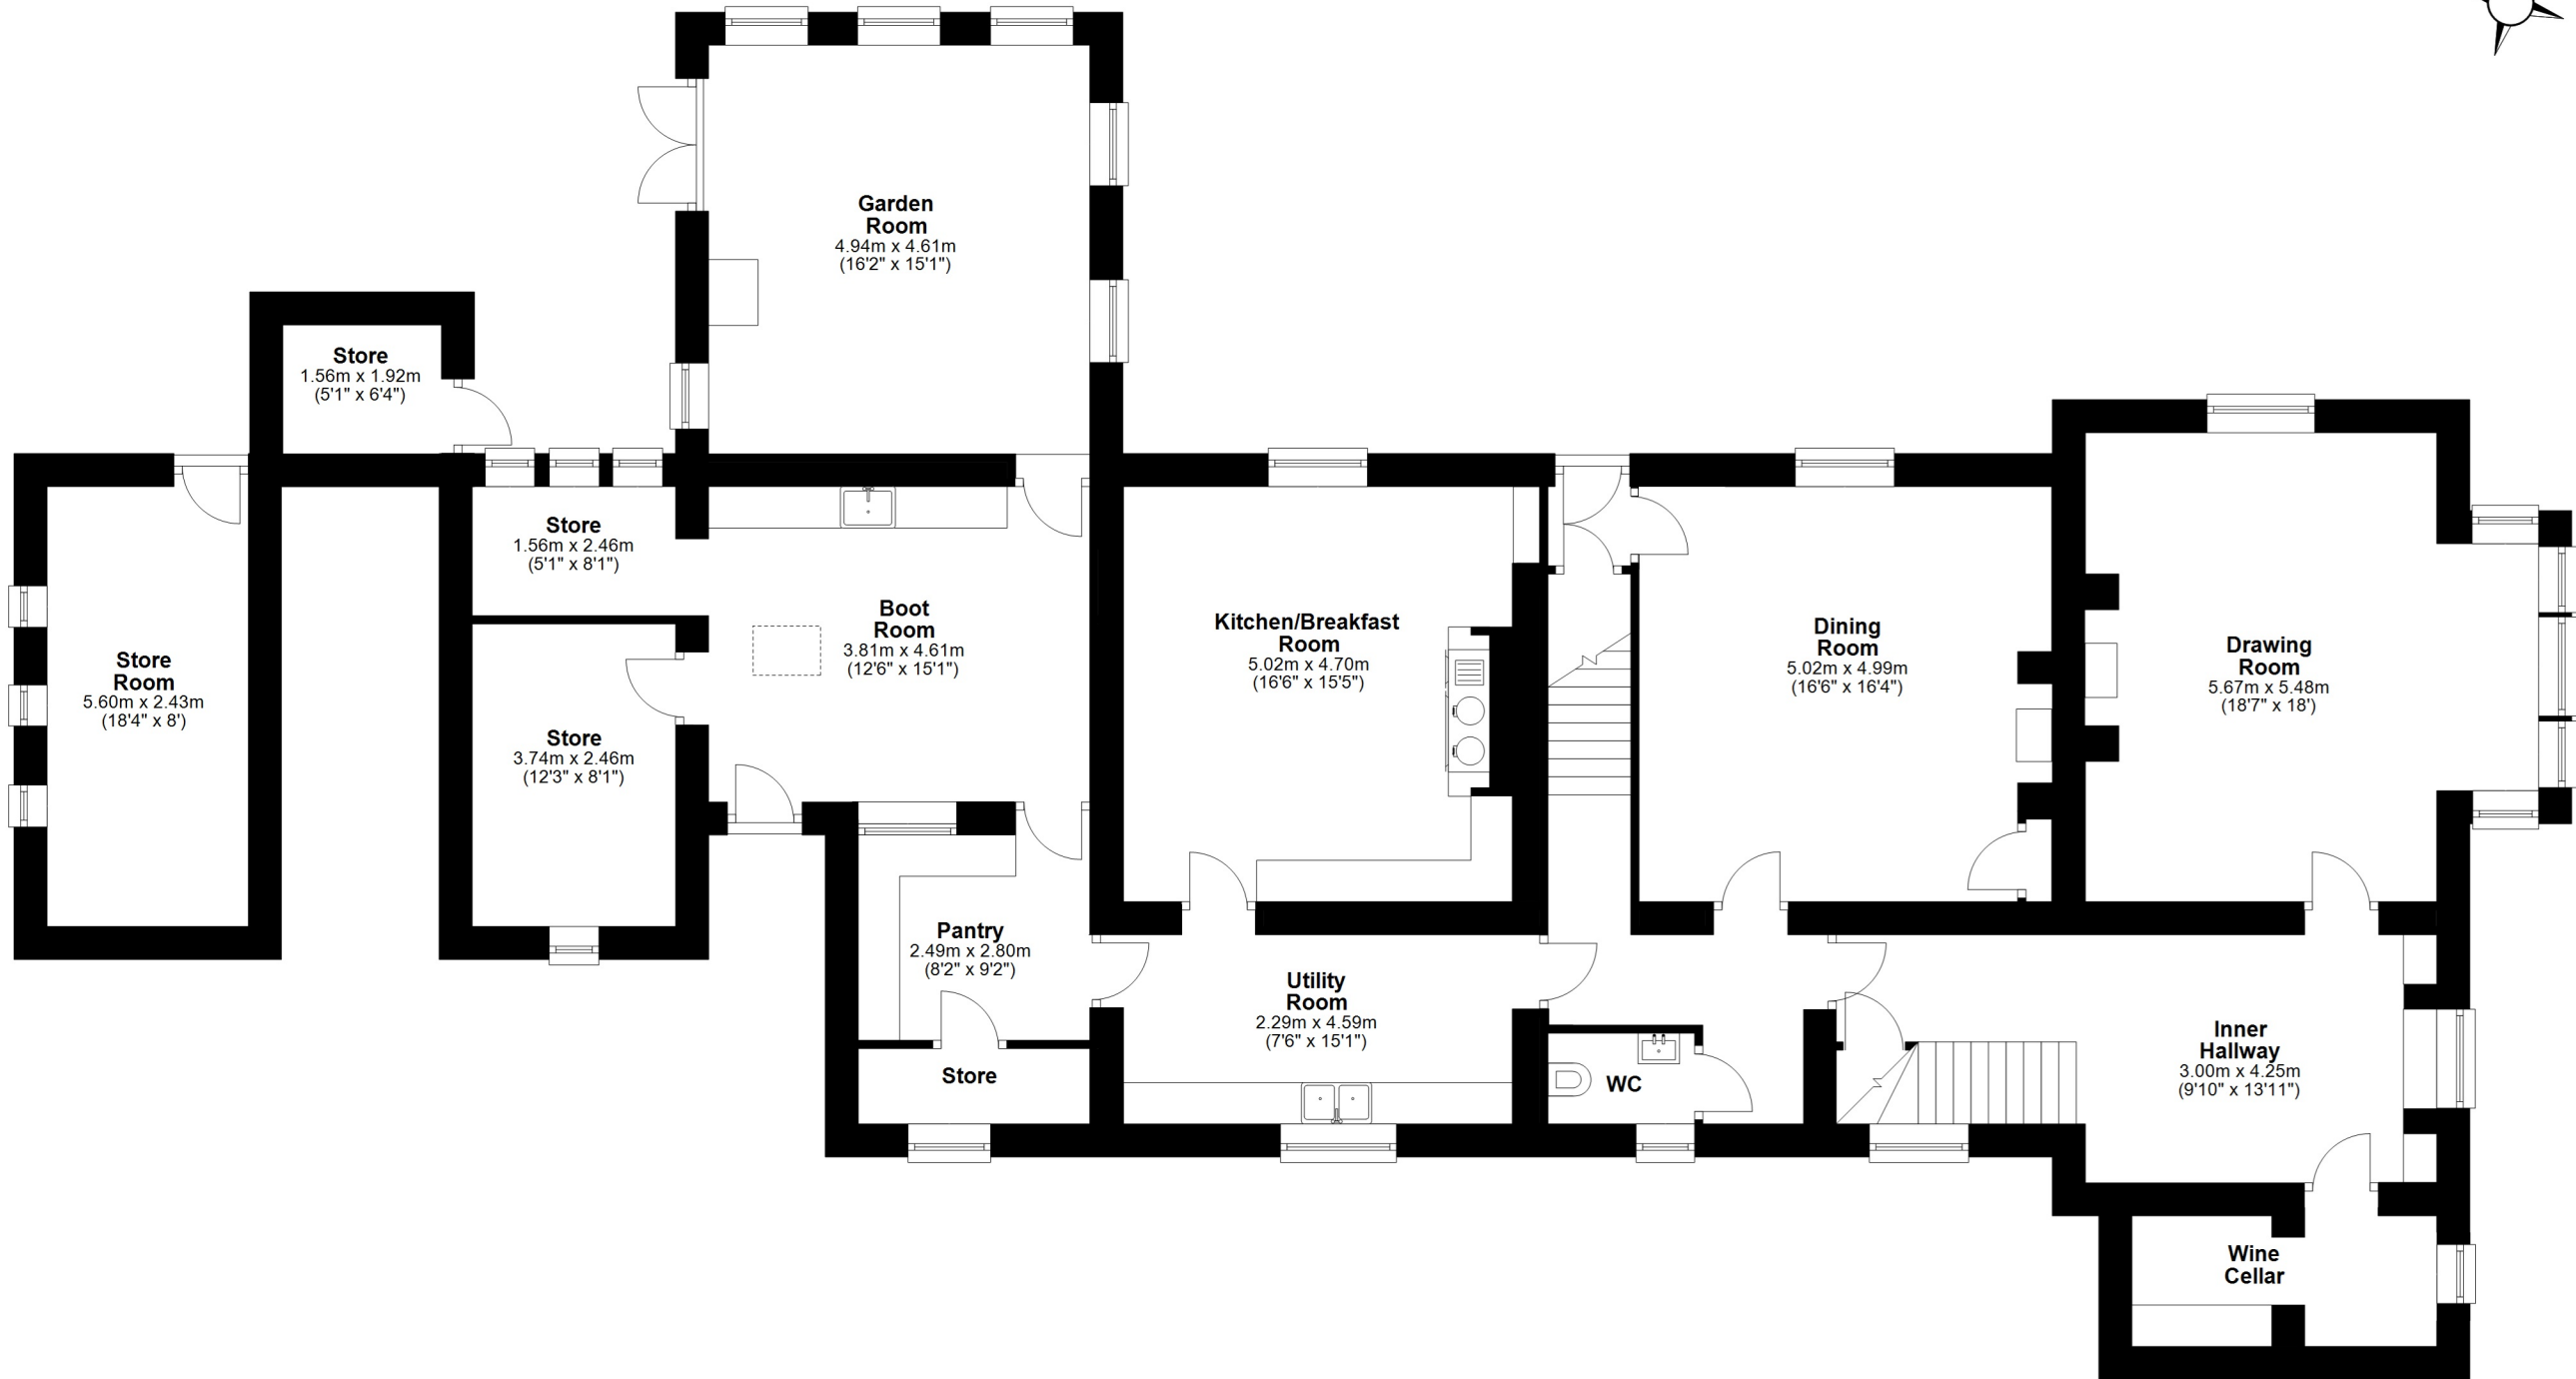 Garden
Room
4.94m x 4.61m
(16'2" x 15'1")
Store
1.56m x 1.92m
(5'1" x 6'4")
Store
1.56m x 2.46m
(5'1" x 8'1")
Store
Room
5.60m x 2.43m
(18'4" x 8')
Store
3.74m x 2.46m
(12'3" x 8'1")
Boot
Room
3.81m x 4.61m
(12'6" x 15'1")
Kitchen/Breakfast
Room
5.02m x 4.70m
(16'6" x 15'5")
Dining
Room
5.02m x 4.99m
(16'6" x 16'4")
Drawing
Room
5.67m x 5.48m
(18'7" x 18')
Pantry
2.49m x 2.80m
(8'2" x 9'2")
Store
Utility
Room
2.29m x 4.59m
(7'6" x 15'1")
WC
Inner
Hallway
3.00m x 4.25m
(9'10" x 13'11")
Wine
Cellar